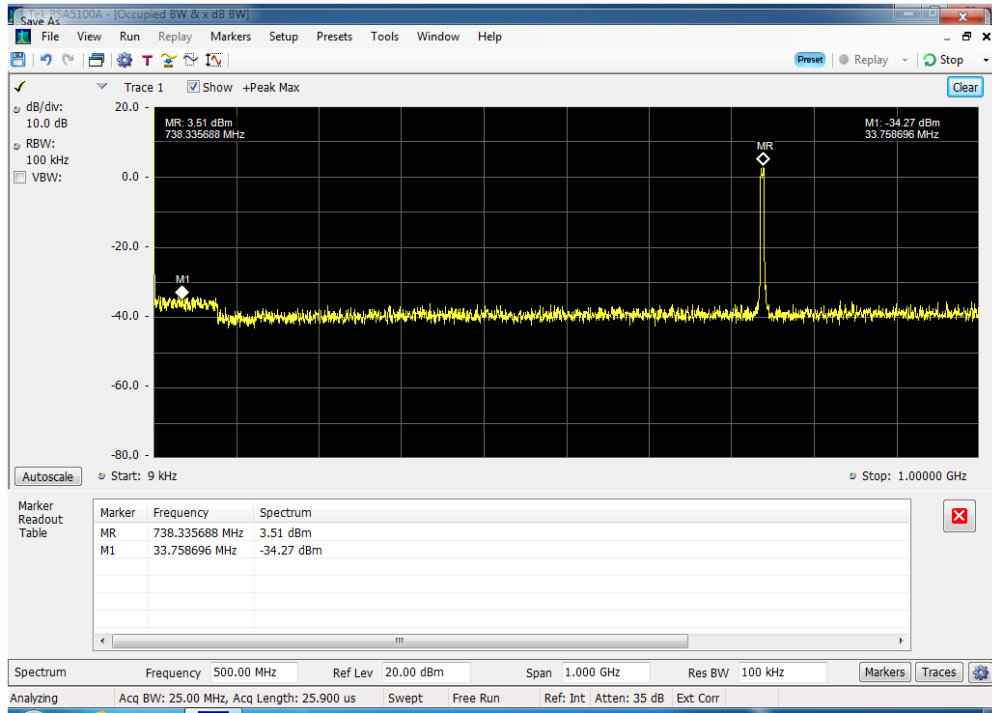 Save As
Tek RSA5100A - [Occupied BW & x dB BW]
File View Run Replay Markers Setup Presets Tools Window Help
Preset Replay Stop
Trace 1 Show +Peak Max Clear
dB/div:
10.0 dB
RBW:
100 kHz
VBW:
20.0 -
0.0 -
-20.0 -
-40.0 -
-60.0 -
-80.0 -
MR: 3.51 dBm
738.335688 MHz
M1: -34.27 dBm
33.758696 MHz
MR
M1
Autoscale Start: 9 kHz Stop: 1.00000 GHz
Marker
Readout
Table
Marker Frequency Spectrum
MR 738.335688 MHz 3.51 dBm
M1 33.758696 MHz -34.27 dBm
Spectrum Frequency 500.00 MHz Ref Lev 20.00 dBm Span 1.000 GHz Res BW 100 kHz Markers Traces
Analyzing Acq BW: 25.00 MHz, Acq Length: 25.900 us Swept Free Run Ref: Int Atten: 35 dB Ext Corr